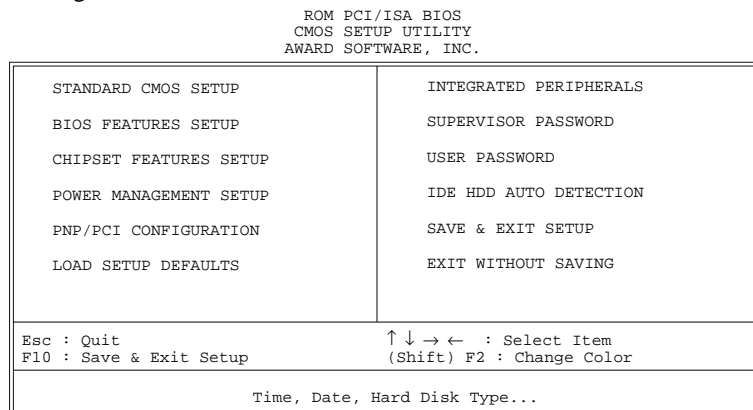 ROM PCI/ISA BIOS
CMOS SETUP UTILITY
AWARD SOFTWARE, INC.
STANDARD CMOS SETUP
BIOS FEATURES SETUP
CHIPSET FEATURES SETUP
POWER MANAGEMENT SETUP
PNP/PCI CONFIGURATION
LOAD SETUP DEFAULTS
INTEGRATED PERIPHERALS
SUPERVISOR PASSWORD
USER PASSWORD
IDE HDD AUTO DETECTION
SAVE & EXIT SETUP
EXIT WITHOUT SAVING
Esc : Quit
F10 : Save & Exit Setup
↑ ↓ → ← : Select Item
(Shift) F2 : Change Color
Time, Date, Hard Disk Type...